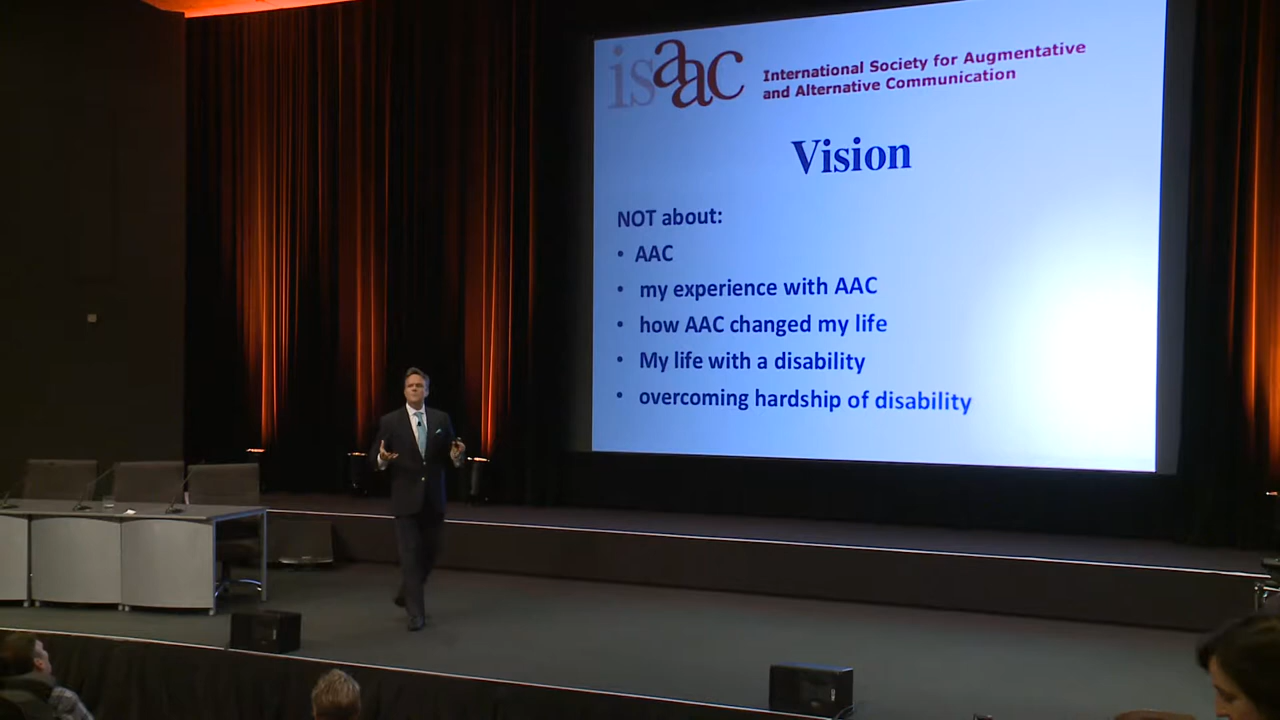 isaac
International Society for Augmentative
and Alternative Communication
Vision
NOT about:
• AAC
• my experience with AAC
• how AAC changed my life
• My life with a disability
• overcoming hardship of disability